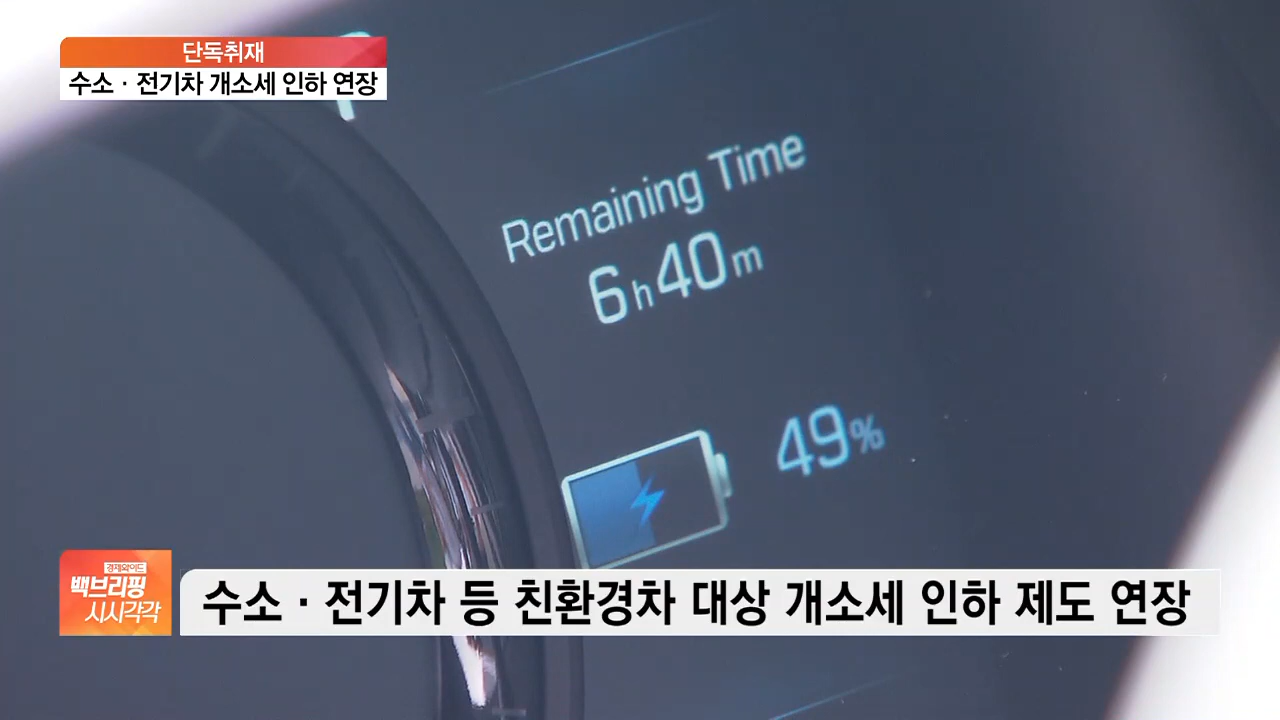 단독취재
수소·전기차 개소세 인하 연장
Remaining Time
6h40m
49%
경제와이드
백브리핑
시시각각
수소·전기차 등 친환경차 대상 개소세 인하 제도 연장